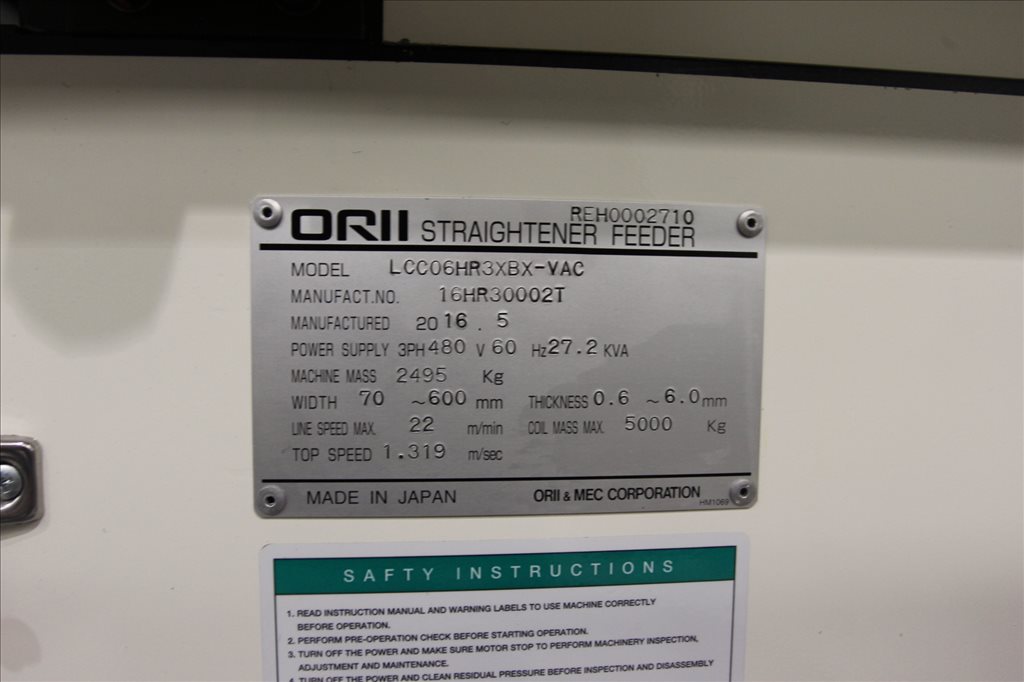 REH0002710
ORII STRAIGHTENER FEEDER
MODEL LCC06HR3XBX-VAC
MANUFACT.NO. 16HR30002T
MANUFACTURED 2016.5
POWER SUPPLY 3PH 480 V 60 Hz 27.2 KVA
MACHINE MASS 2495 Kg
WIDTH 70 ~600 mm THICKNESS 0.6 ~6.0 mm
LINE SPEED MAX. 22 m/min COIL MASS MAX. 5000 Kg
TOP SPEED 1.319 m/sec
MADE IN JAPAN ORII & MEC CORPORATION HM1069
SAFTY INSTRUCTIONS
1. READ INSTRUCTION MANUAL AND WARNING LABELS TO USE MACHINE CORRECTLY
BEFORE OPERATION.
2. PERFORM PRE-OPERATION CHECK BEFORE STARTING OPERATION.
3. TURN OFF THE POWER AND MAKE SURE MOTOR STOP TO PERFORM MACHINERY INSPECTION,
ADJUSTMENT AND MAINTENANCE.
4. TURN OFF THE POWER AND CLEAN RESIDUAL PRESSURE BEFORE INSPECTION AND DISASSEMBLY